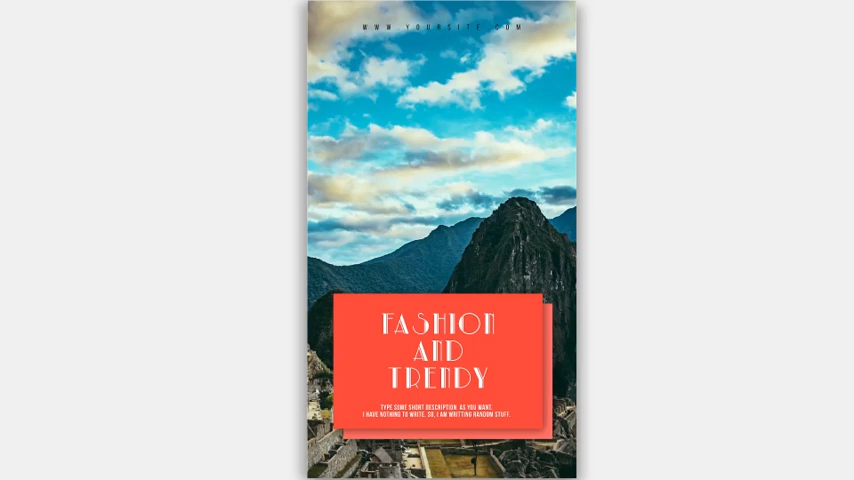 WWW.YOURSITE.COM
FASHION
AND
TRENDY
TYPE SOME SHORT DESCRIPTION AS YOU WANT.
I HAVE NOTHING TO WRITE. SO, I AM WRITTING RANDOM STUFF.